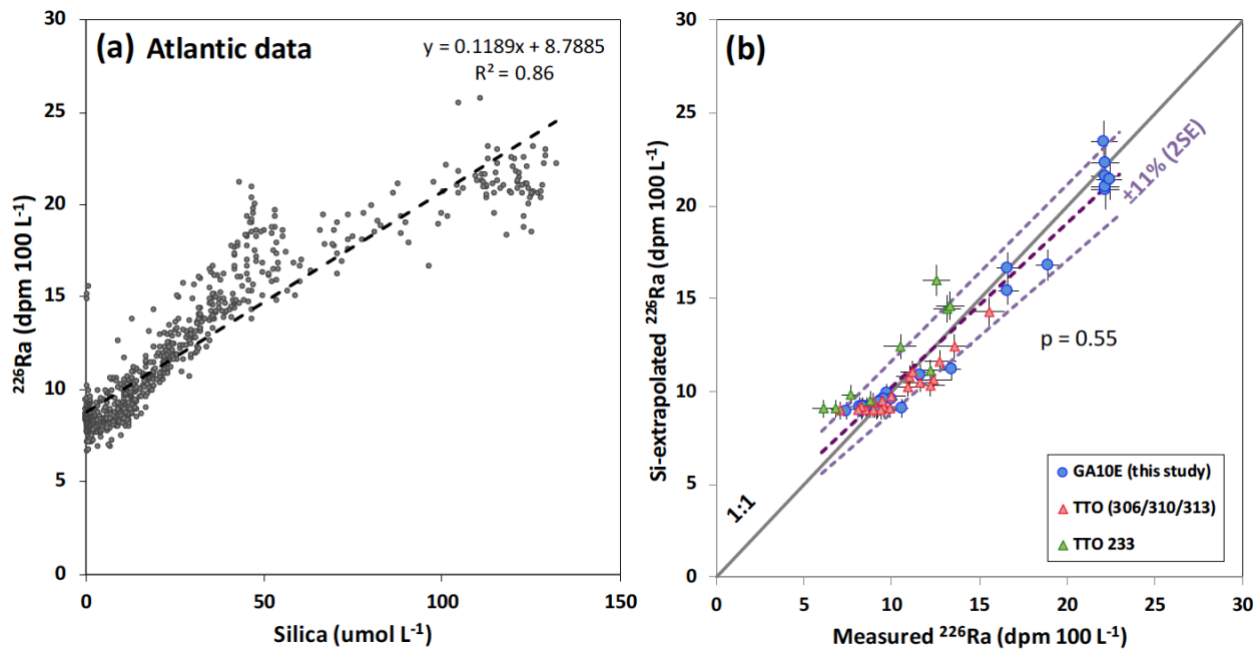 (a) Atlantic data
y = 0.1189x + 8.7885
R² = 0.86
30
25
20
15
10
5
0
²²⁶Ra (dpm 100 L⁻¹)
0 50 100 150
Silica (umol L⁻¹)
(b)
30
25
20
15
10
5
0
Si-extrapolated ²²⁶Ra (dpm 100 L⁻¹)
±11% (2SE)
p = 0.55
1:1
GA10E (this study)
TTO (306/310/313)
TTO 233
0 5 10 15 20 25 30
Measured ²²⁶Ra (dpm 100 L⁻¹)